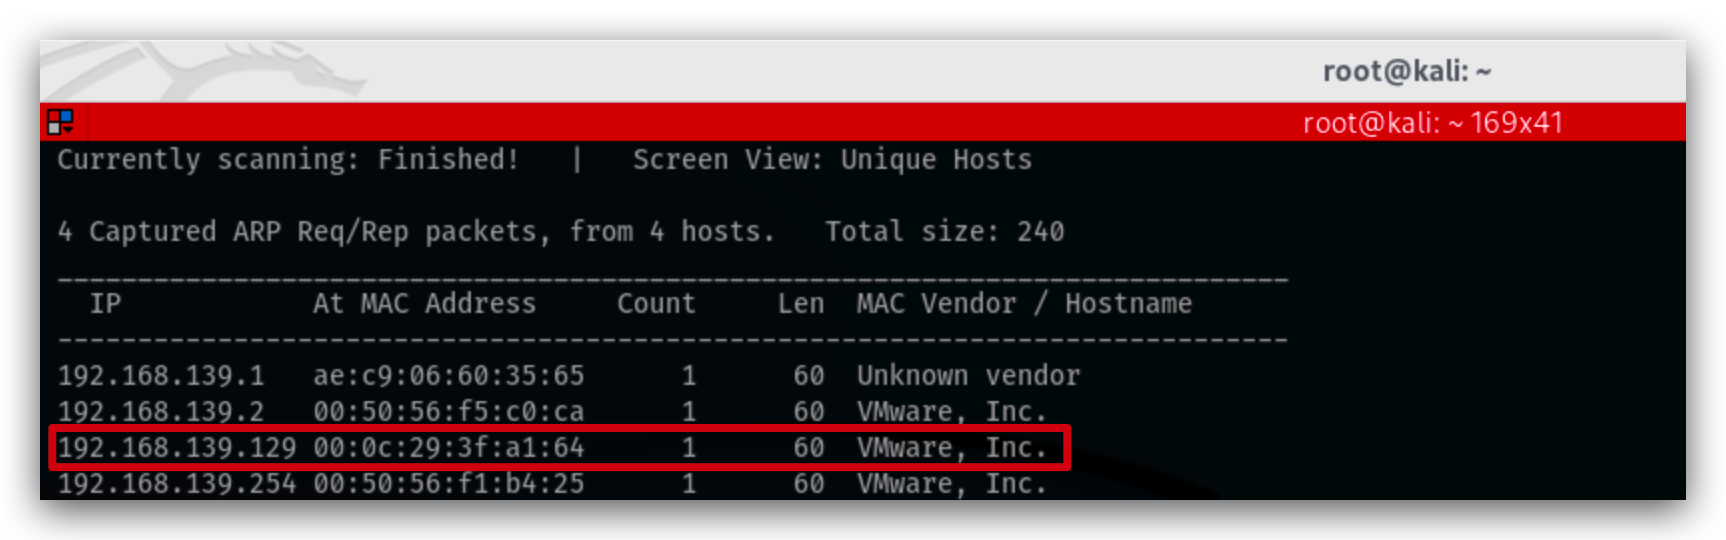 root@kali: ~
root@kali: ~ 169x41
Currently scanning: Finished!   |   Screen View: Unique Hosts
4 Captured ARP Req/Rep packets, from 4 hosts.   Total size: 240
_____________________________________________________________________________
  IP            At MAC Address     Count     Len  MAC Vendor / Hostname
-----------------------------------------------------------------------------
192.168.139.1   ae:c9:06:60:35:65      1      60  Unknown vendor
192.168.139.2   00:50:56:f5:c0:ca      1      60  VMware, Inc.
192.168.139.129 00:0c:29:3f:a1:64      1      60  VMware, Inc.
192.168.139.254 00:50:56:f1:b4:25      1      60  VMware, Inc.